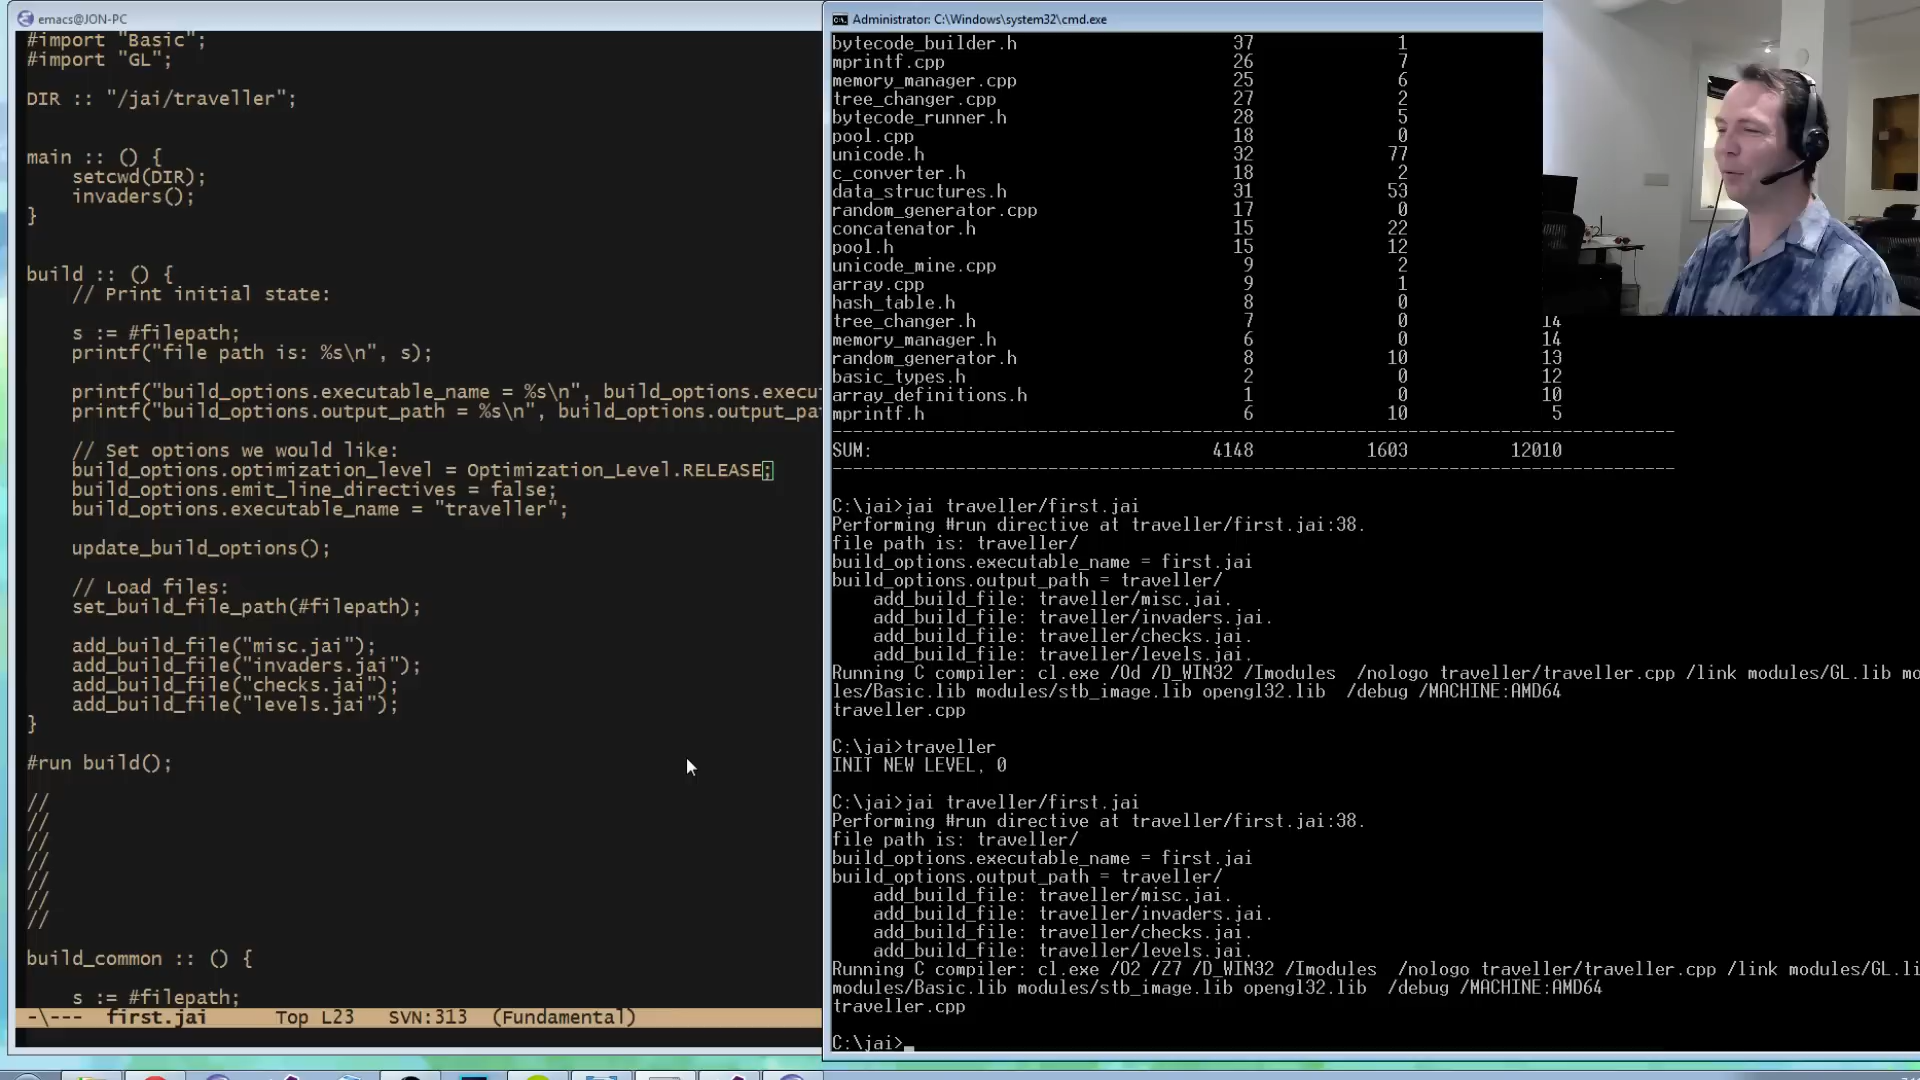 emacs@JON-PC
#import "Basic";
#import "GL";
DIR :: "/jai/traveller";
main :: () {
setcwd(DIR);
invaders();
}
build :: () {
// Print initial state:
s := #filepath;
printf("file path is: %s\n", s);
printf("build_options.executable_name = %s\n", build_options.execu
printf("build_options.output_path = %s\n", build_options.output_pa
// Set options we would like:
build_options.optimization_level = Optimization_Level.RELEASE;
build_options.emit_line_directives = false;
build_options.executable_name = "traveller";
update_build_options();
// Load files:
set_build_file_path(#filepath);
add_build_file("misc.jai");
add_build_file("invaders.jai");
add_build_file("checks.jai");
add_build_file("levels.jai");
}
#run build();
//
//
//
//
//
//
//
build_common :: () {
s := #filepath;
-\--- first.jai Top L23 SVN:313 (Fundamental)
Administrator: C:\Windows\system32\cmd.exe
bytecode_builder.h 37 1
mprintf.cpp 26 7
memory_manager.cpp 25 6
tree_changer.cpp 27 2
bytecode_runner.h 28 5
pool.cpp 18 0
unicode.h 32 77
c_converter.h 18 2
data_structures.h 31 53
random_generator.cpp 17 0
concatenator.h 15 22
pool.h 15 12
unicode_mine.cpp 9 2
array.cpp 9 1
hash_table.h 8 0
tree_changer.h 7 0 14
memory_manager.h 6 0 14
random_generator.h 8 10 13
basic_types.h 2 0 12
array_definitions.h 1 0 10
mprintf.h 6 10 5
SUM: 4148 1603 12010
C:\jai>jai traveller/first.jai
Performing #run directive at traveller/first.jai:38.
file path is: traveller/
build_options.executable_name = first.jai
build_options.output_path = traveller/
add_build_file: traveller/misc.jai.
add_build_file: traveller/invaders.jai.
add_build_file: traveller/checks.jai.
add_build_file: traveller/levels.jai.
Running C compiler: cl.exe /Od /D_WIN32 /Imodules /nologo traveller/traveller.cpp /link modules/GL.lib mo
les/Basic.lib modules/stb_image.lib opengl32.lib /debug /MACHINE:AMD64
traveller.cpp
C:\jai>traveller
INIT NEW LEVEL, 0
C:\jai>jai traveller/first.jai
Performing #run directive at traveller/first.jai:38.
file path is: traveller/
build_options.executable_name = first.jai
build_options.output_path = traveller/
add_build_file: traveller/misc.jai.
add_build_file: traveller/invaders.jai.
add_build_file: traveller/checks.jai.
add_build_file: traveller/levels.jai.
Running C compiler: cl.exe /O2 /Z7 /D_WIN32 /Imodules /nologo traveller/traveller.cpp /link modules/GL.li
modules/Basic.lib modules/stb_image.lib opengl32.lib /debug /MACHINE:AMD64
traveller.cpp
C:\jai>